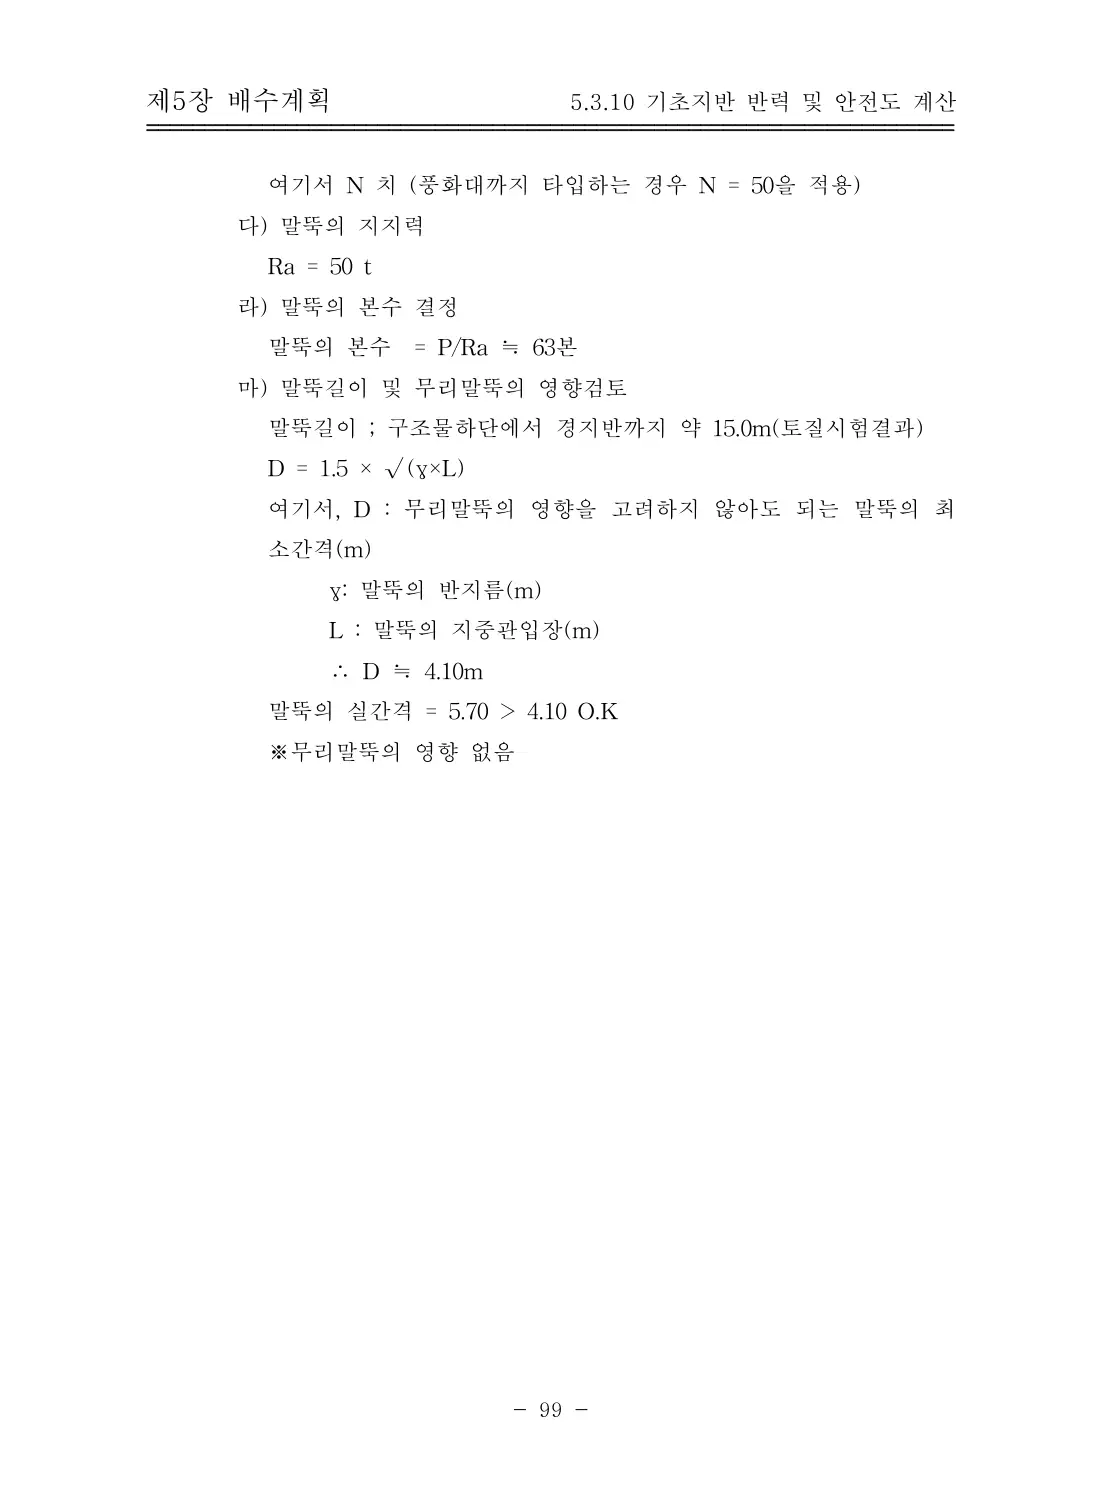 제5장 배수계획
5.3.10 기초지반 반력 및 안전도 계산
여기서 N 치 (풍화대까지 타입하는 경우 N = 50을 적용)
다) 말뚝의 지지력
Ra = 50 t
라) 말뚝의 본수 결정
말뚝의 본수 = P/Ra ≒ 63본
마) 말뚝길이 및 무리말뚝의 영향검토
말뚝길이 ; 구조물하단에서 경지반까지 약 15.0m(토질시험결과)
D = 1.5 × √(ɣ×L)
여기서, D : 무리말뚝의 영향을 고려하지 않아도 되는 말뚝의 최
소간격(m)
ɣ: 말뚝의 반지름(m)
L : 말뚝의 지중관입장(m)
∴ D ≒ 4.10m
말뚝의 실간격 = 5.70 > 4.10 O.K
※무리말뚝의 영향 없음
- 99 -